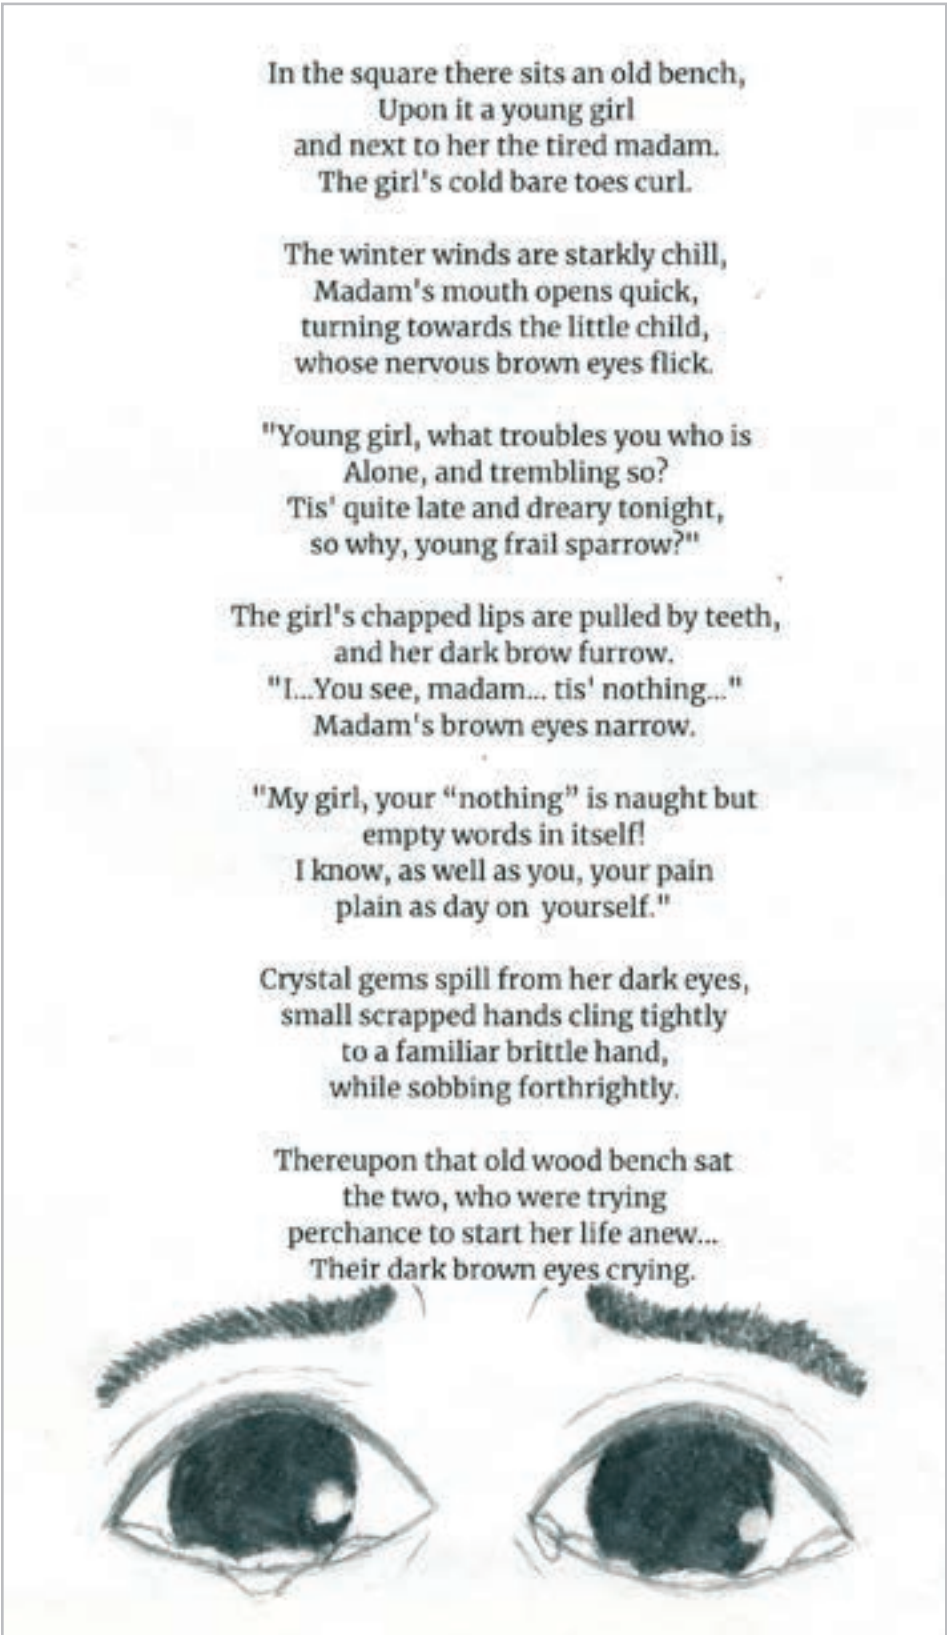 In the square there sits an old bench,
Upon it a young girl
and next to her the tired madam.
The girl's cold bare toes curl.
The winter winds are starkly chill,
Madam's mouth opens quick,
turning towards the little child,
whose nervous brown eyes flick.
"Young girl, what troubles you who is
Alone, and trembling so?
Tis' quite late and dreary tonight,
so why, young frail sparrow?"
The girl's chapped lips are pulled by teeth,
and her dark brow furrow.
"I...You see, madam... tis' nothing..."
Madam's brown eyes narrow.
"My girl, your “nothing” is naught but
empty words in itself!
I know, as well as you, your pain
plain as day on yourself."
Crystal gems spill from her dark eyes,
small scrapped hands cling tightly
to a familiar brittle hand,
while sobbing forthrightly.
Thereupon that old wood bench sat
the two, who were trying
perchance to start her life anew...
Their dark brown eyes crying.